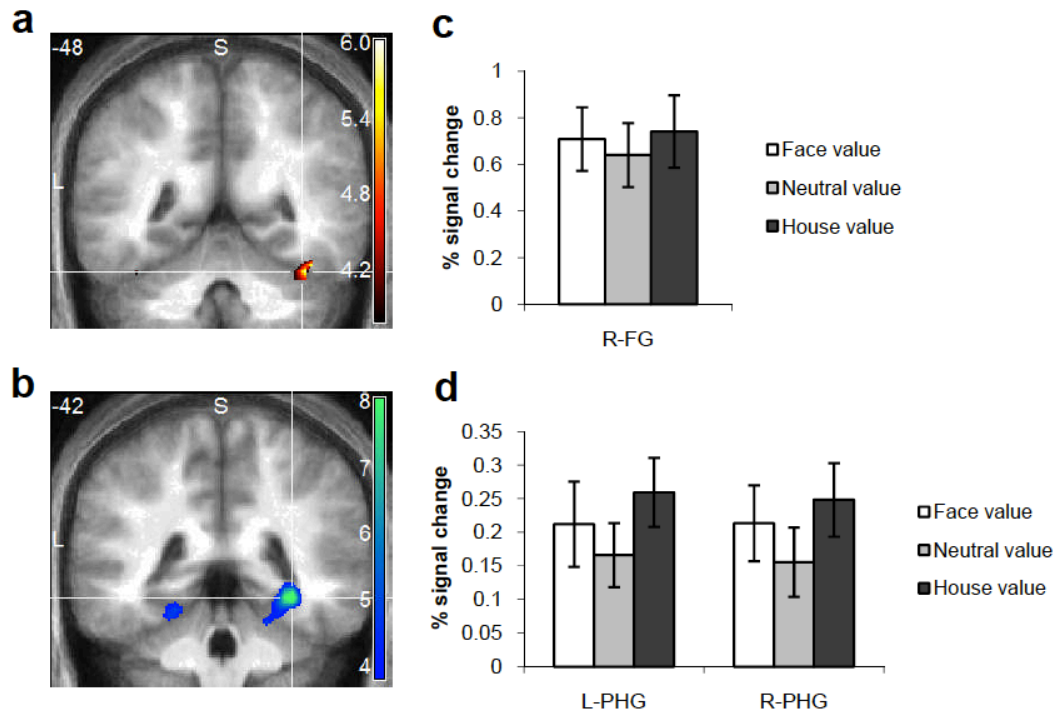 a
-48
S
L
6.0
5.4
4.8
4.2
c
% signal change
1
0.8
0.6
0.4
0.2
0
R-FG
Face value
Neutral value
House value
b
-42
S
L
8
7
6
5
4
d
% signal change
0.35
0.3
0.25
0.2
0.15
0.1
0.05
0
L-PHG R-PHG
Face value
Neutral value
House value